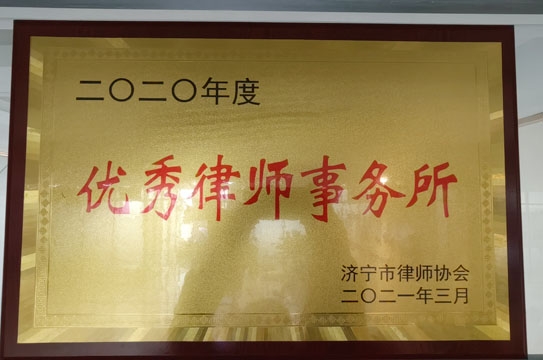 二〇二〇年度
优秀律师事务所
济宁市律师协会
二〇二一年三月